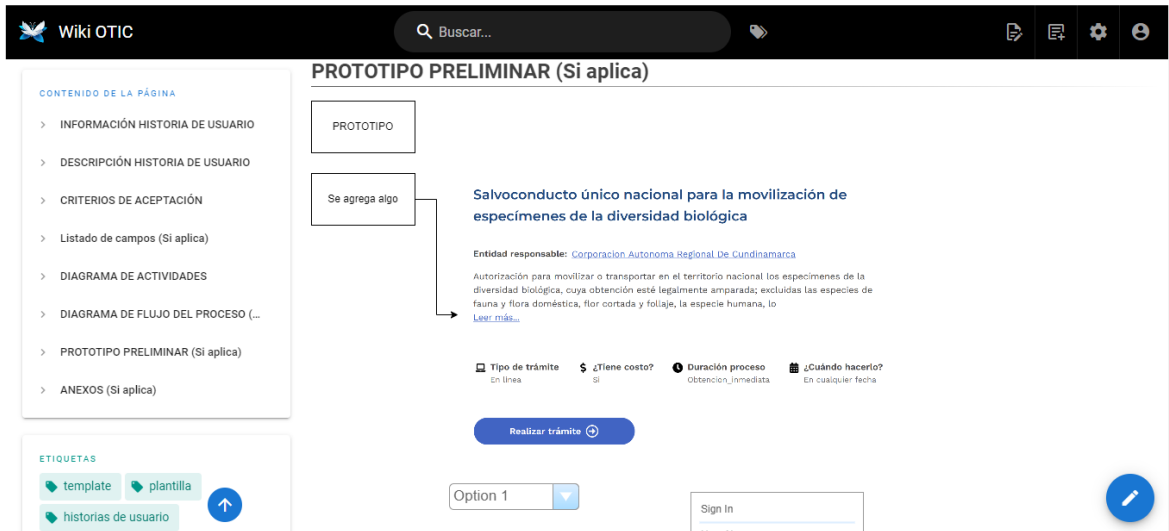 Wiki OTIC
Buscar...
CONTENIDO DE LA PÁGINA
INFORMACIÓN HISTORIA DE USUARIO
DESCRIPCIÓN HISTORIA DE USUARIO
CRITERIOS DE ACEPTACIÓN
Listado de campos (Si aplica)
DIAGRAMA DE ACTIVIDADES
DIAGRAMA DE FLUJO DEL PROCESO (...
PROTOTIPO PRELIMINAR (Si aplica)
ANEXOS (Si aplica)
ETIQUETAS
template
plantilla
historias de usuario
PROTOTIPO PRELIMINAR (Si aplica)
PROTOTIPO
Se agrega algo
Salvoconducto único nacional para la movilización de
especímenes de la diversidad biológica
Entidad responsable: Corporacion Autonoma Regional De Cundinamarca
Autorización para movilizar o transportar en el territorio nacional los especímenes de la
diversidad biológica, cuya obtención esté legalmente amparada; excluidas las especies de
fauna y flora doméstica, flor cortada y follaje, la especie humana, lo
Leer más...
Tipo de trámite
En línea
$ ¿Tiene costo?
Si
Duración proceso
Obtencion_inmediata
¿Cuándo hacerlo?
En cualquier fecha
Realizar trámite
Option 1
Sign In